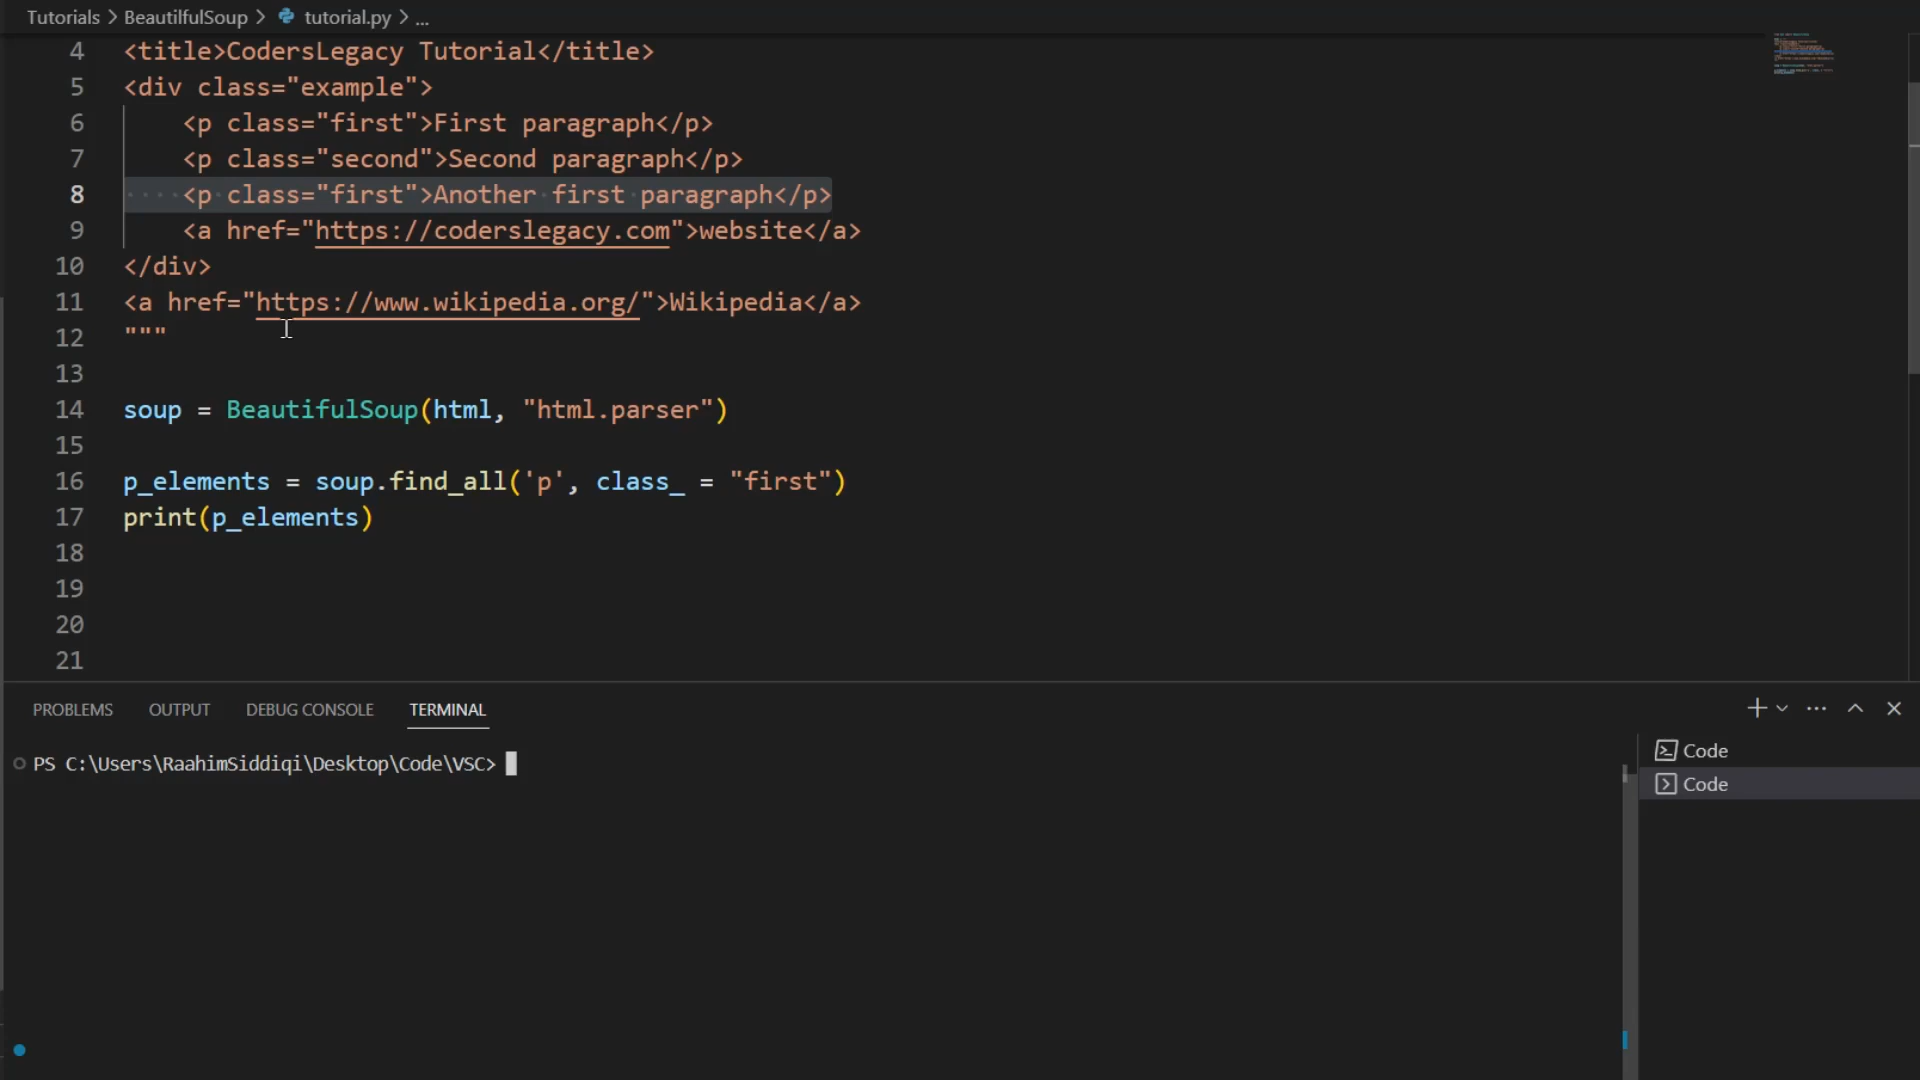 Tutorials > BeautilfulSoup > tutorial.py > ...
4 <title>CodersLegacy Tutorial</title>
5 <div class="example">
6 <p class="first">First paragraph</p>
7 <p class="second">Second paragraph</p>
8 <p class="first">Another first paragraph</p>
9 <a href="https://coderslegacy.com">website</a>
10 </div>
11 <a href="https://www.wikipedia.org/">Wikipedia</a>
12 """
13
14 soup = BeautifulSoup(html, "html.parser")
15
16 p_elements = soup.find_all('p', class_ = "first")
17 print(p_elements)
18
19
20
21
PROBLEMS OUTPUT DEBUG CONSOLE TERMINAL
PS C:\Users\RaahimSiddiqi\Desktop\Code\VSC>
Code
Code